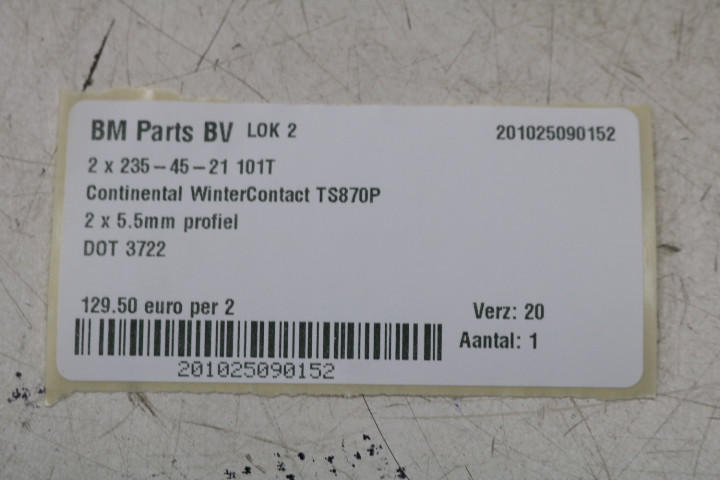 BM Parts BV LOK 2 201025090152
2 x 235-45-21 101T
Continental WinterContact TS870P
2 x 5.5mm profiel
DOT 3722
129.50 euro per 2 Verz: 20
Aantal: 1
201025090152